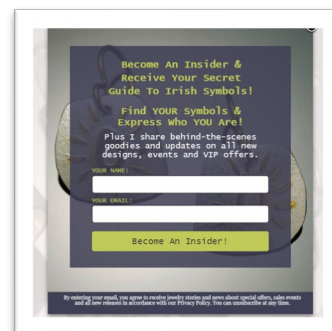 Become An Insider &
Receive Your Secret
Guide To Irish Symbols!
Find YOUR Symbols &
Express Who YOU Are!
Plus I share behind-the-scenes
goodies and updates on all new
designs, events and VIP offers.
YOUR NAME:
YOUR EMAIL:
Become An Insider!
By entering your email, you agree to receive jewelry stories and news about special offers, sales events
and all new releases in accordance with our Privacy Policy. You can unsubscribe at any time.